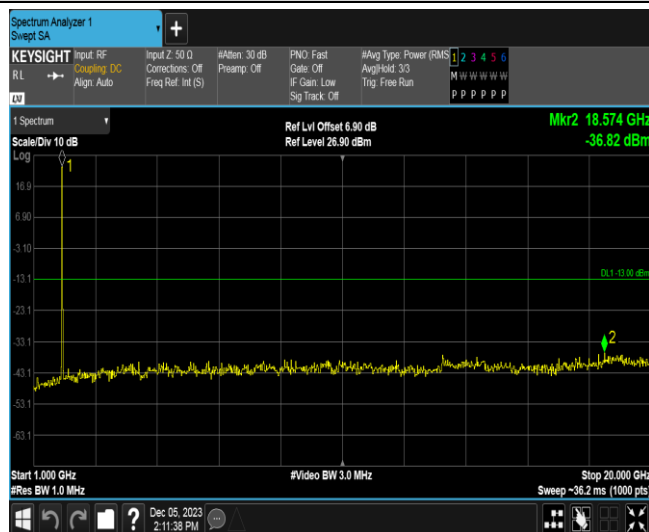 Spectrum Analyzer 1
Swept SA
KEYSIGHT
RL
LXI
Input: RF
Coupling: DC
Align: Auto
Input Z: 50 Ω
Corrections: Off
Freq Ref: Int (S)
#Atten: 30 dB
Preamp: Off
PNO: Fast
Gate: Off
IF Gain: Low
Sig Track: Off
#Avg Type: Power (RMS
Avg|Hold: 3/3
Trig: Free Run
1 2 3 4 5 6
M W W W W W
P P P P P P
1 Spectrum
Scale/Div 10 dB
Ref Lvl Offset 6.90 dB
Ref Level 26.90 dBm
Mkr2 18.574 GHz
-36.82 dBm
Log
1
16.9
6.90
-3.10
-13.1
DL1 -13.00 dBm
-23.1
-33.1
2
-43.1
-53.1
-63.1
Start 1.000 GHz
#Res BW 1.0 MHz
#Video BW 3.0 MHz
Stop 20.000 GHz
Sweep ~36.2 ms (1000 pts)
?
Dec 05, 2023
2:11:38 PM